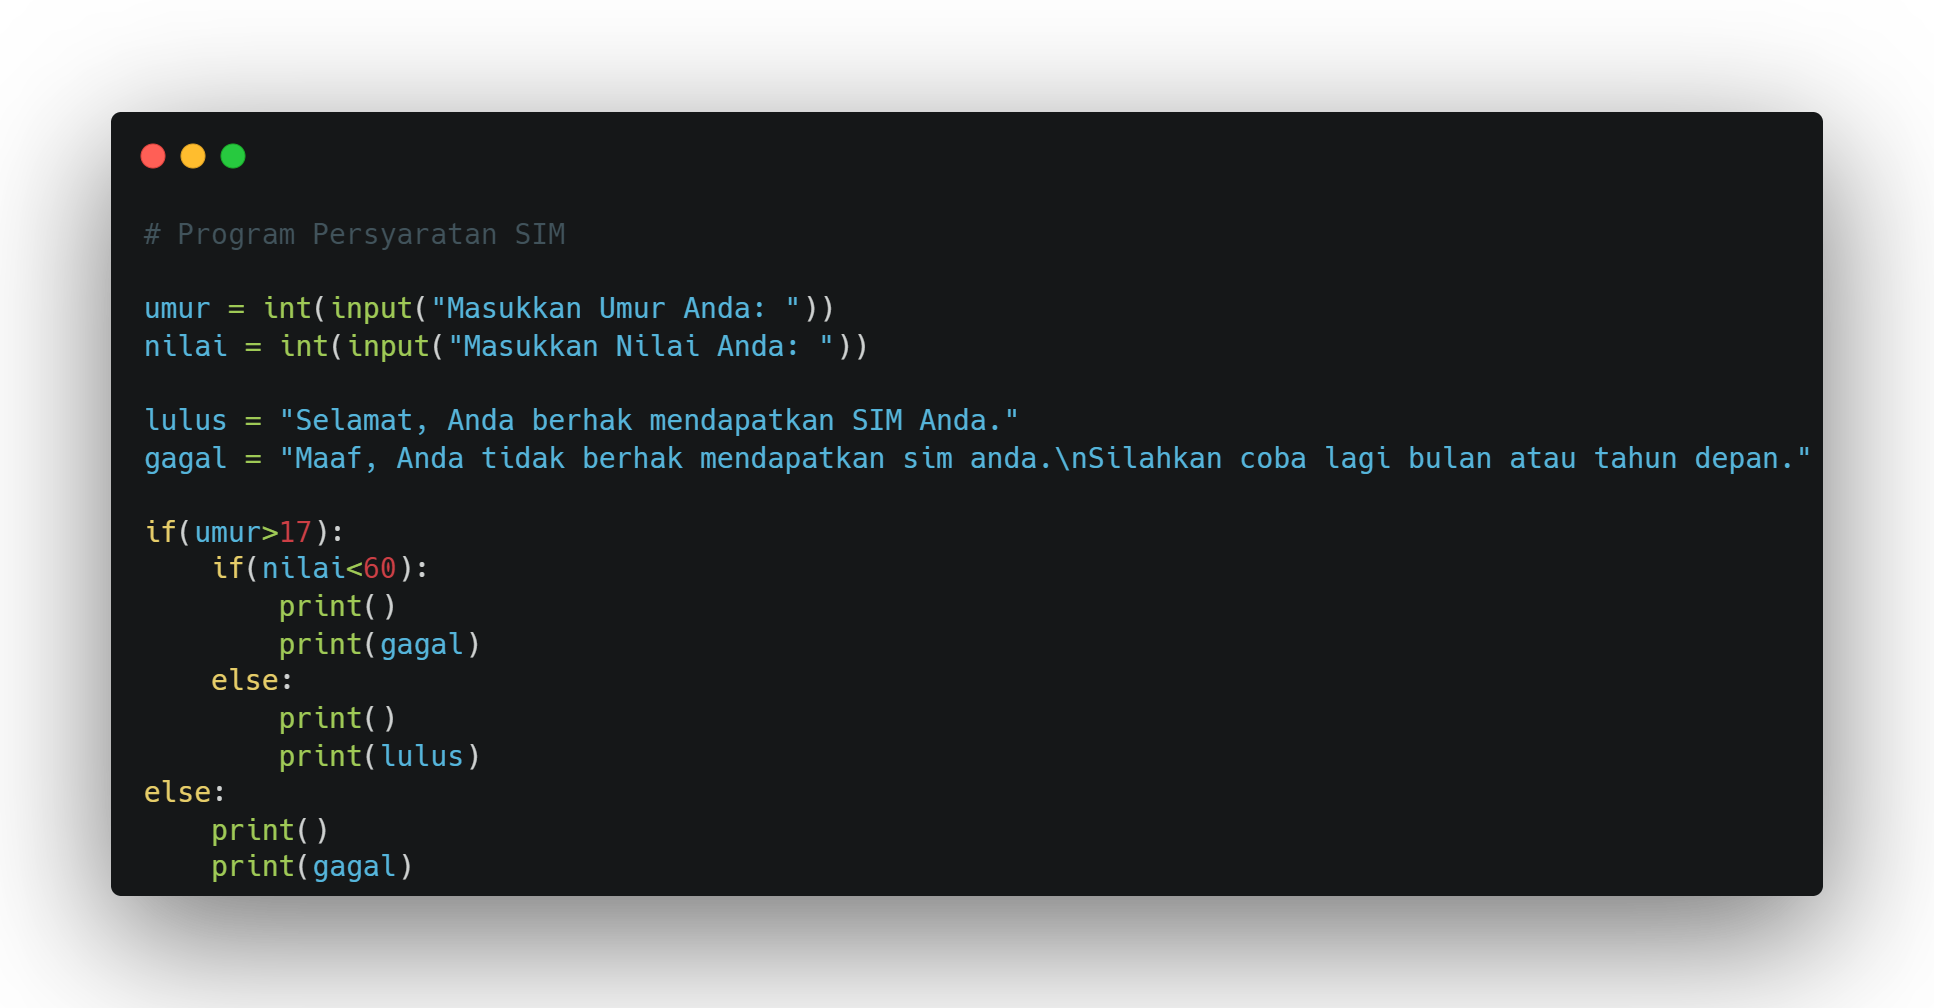 # Program Persyaratan SIM

umur = int(input("Masukkan Umur Anda: "))
nilai = int(input("Masukkan Nilai Anda: "))

lulus = "Selamat, Anda berhak mendapatkan SIM Anda."
gagal = "Maaf, Anda tidak berhak mendapatkan sim anda.\nSilahkan coba lagi bulan atau tahun depan."

if(umur>17):
    if(nilai<60):
        print()
        print(gagal)
    else:
        print()
        print(lulus)
else:
    print()
    print(gagal)